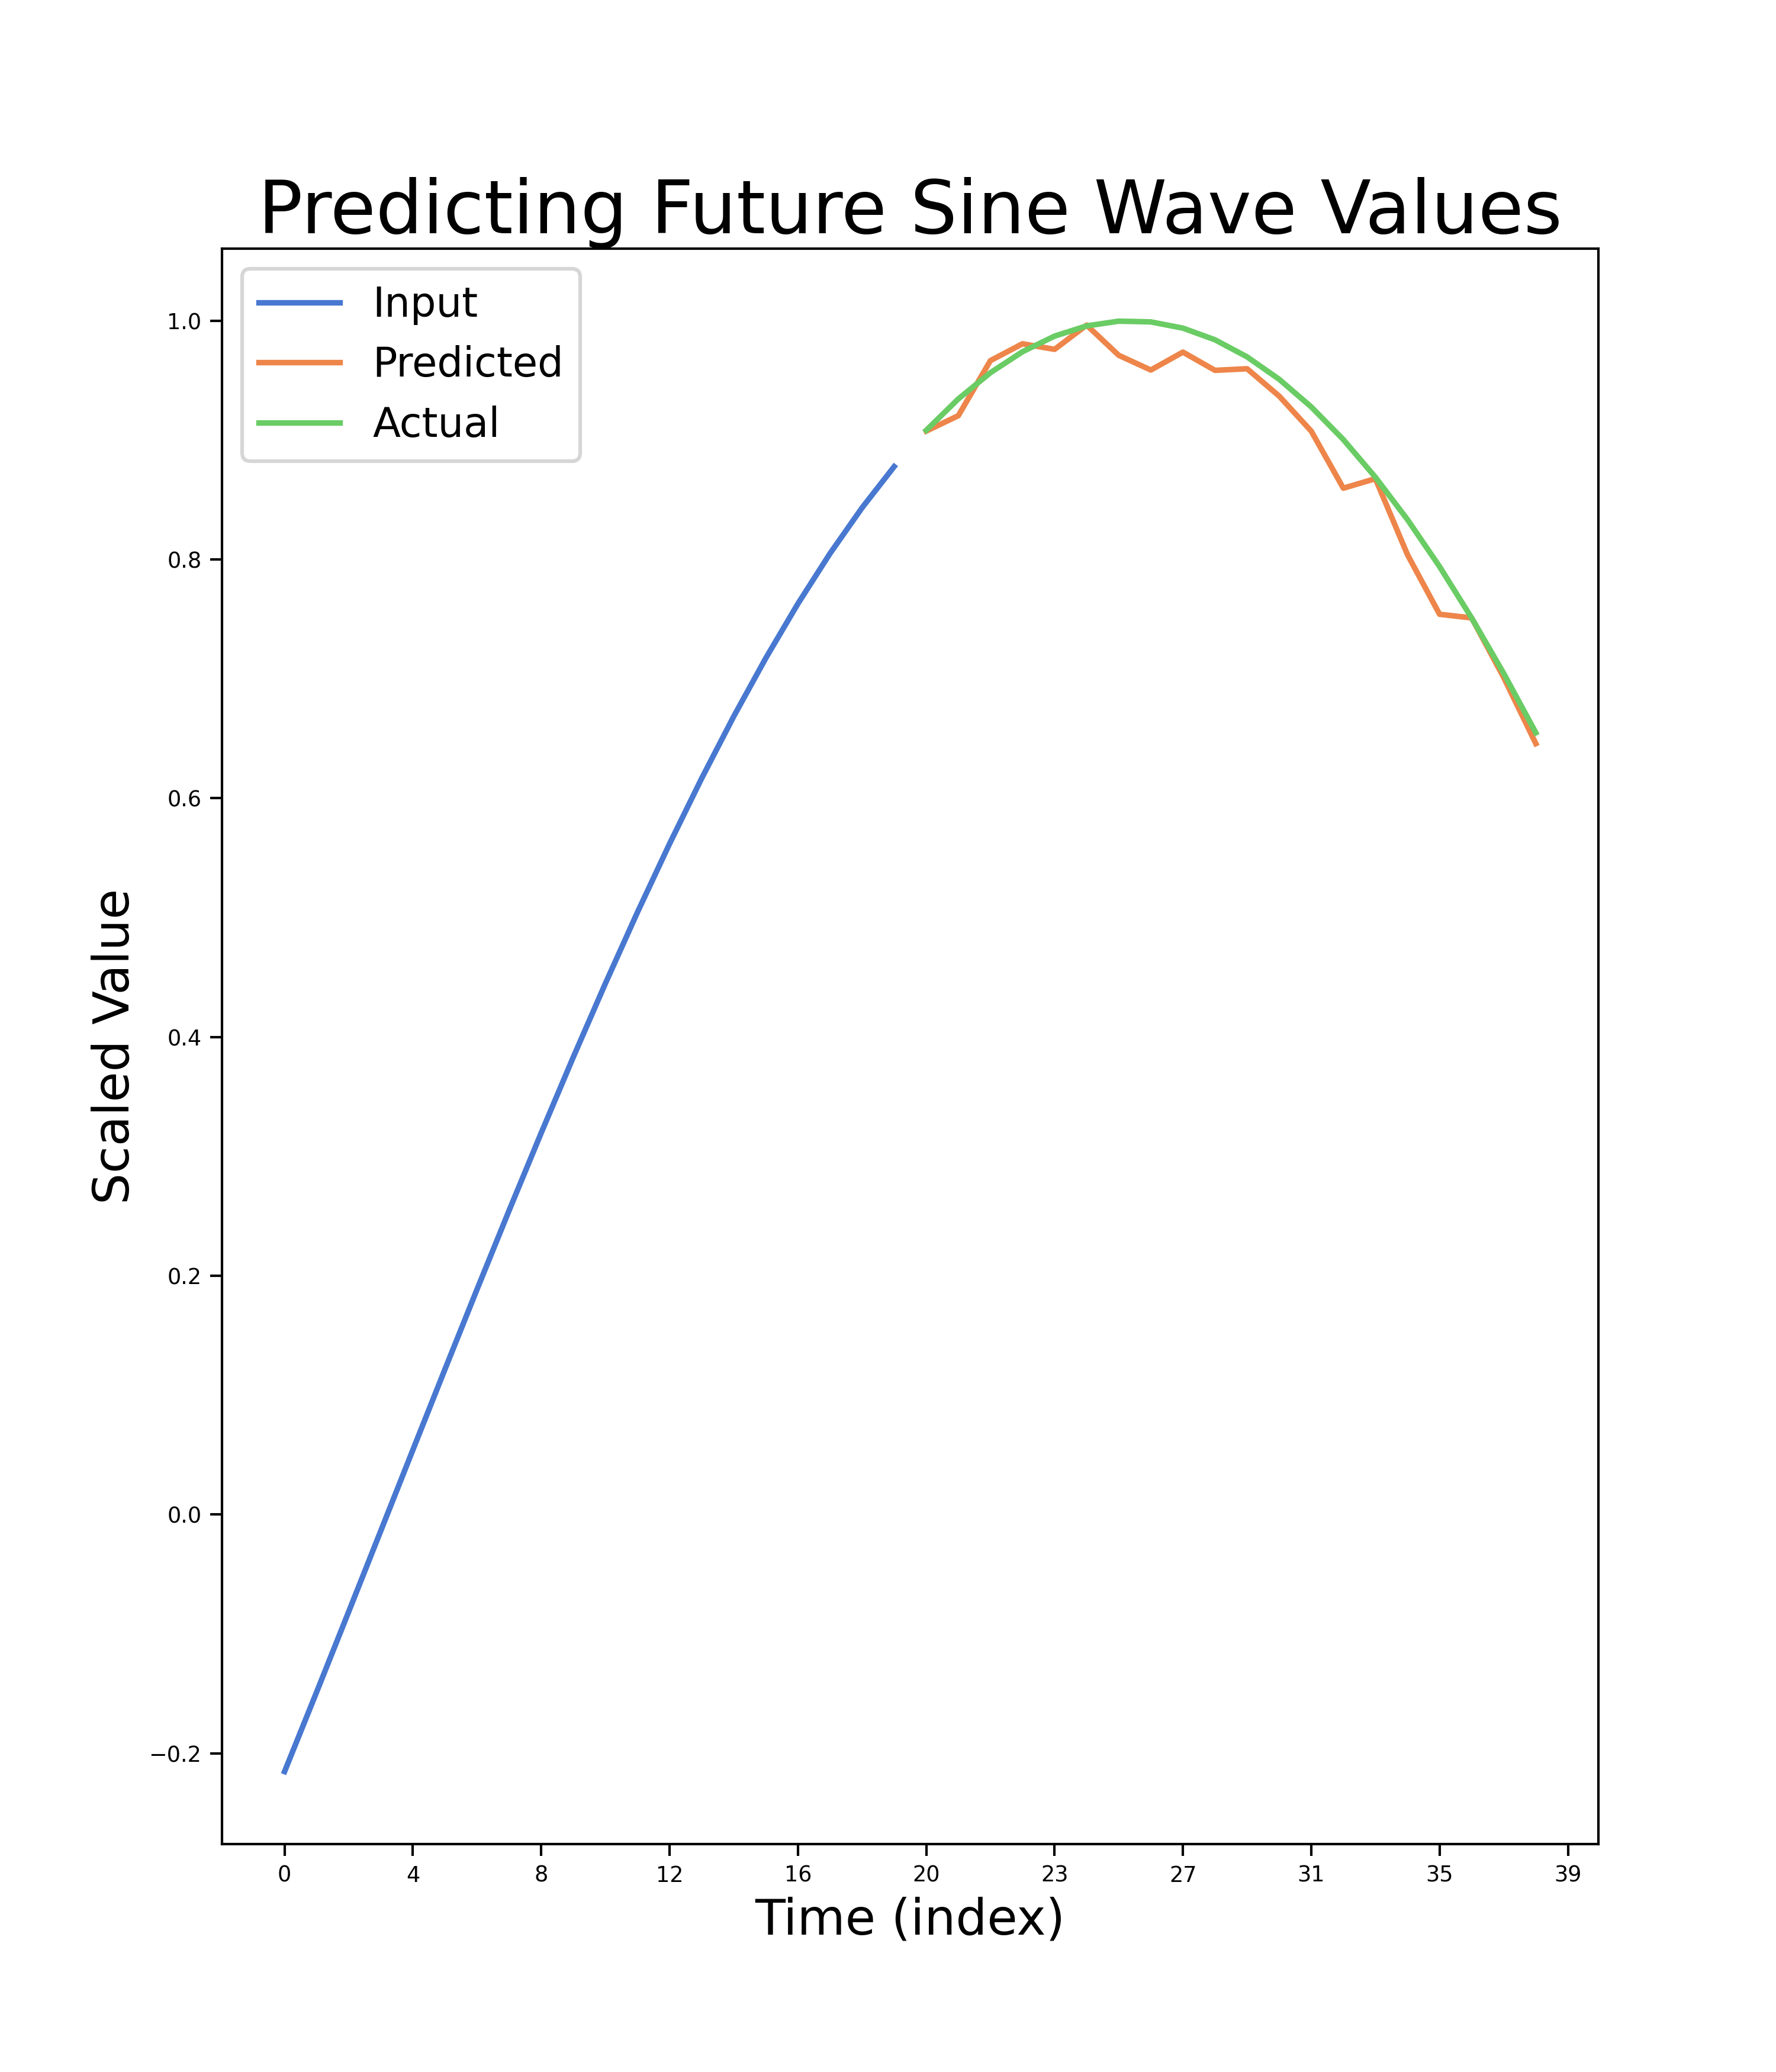 Predicting Future Sine Wave Values
Input
Predicted
Actual
1.0
0.8
0.6
0.4
0.2
0.0
−0.2
Scaled Value
0 4 8 12 16 20 23 27 31 35 39
Time (index)